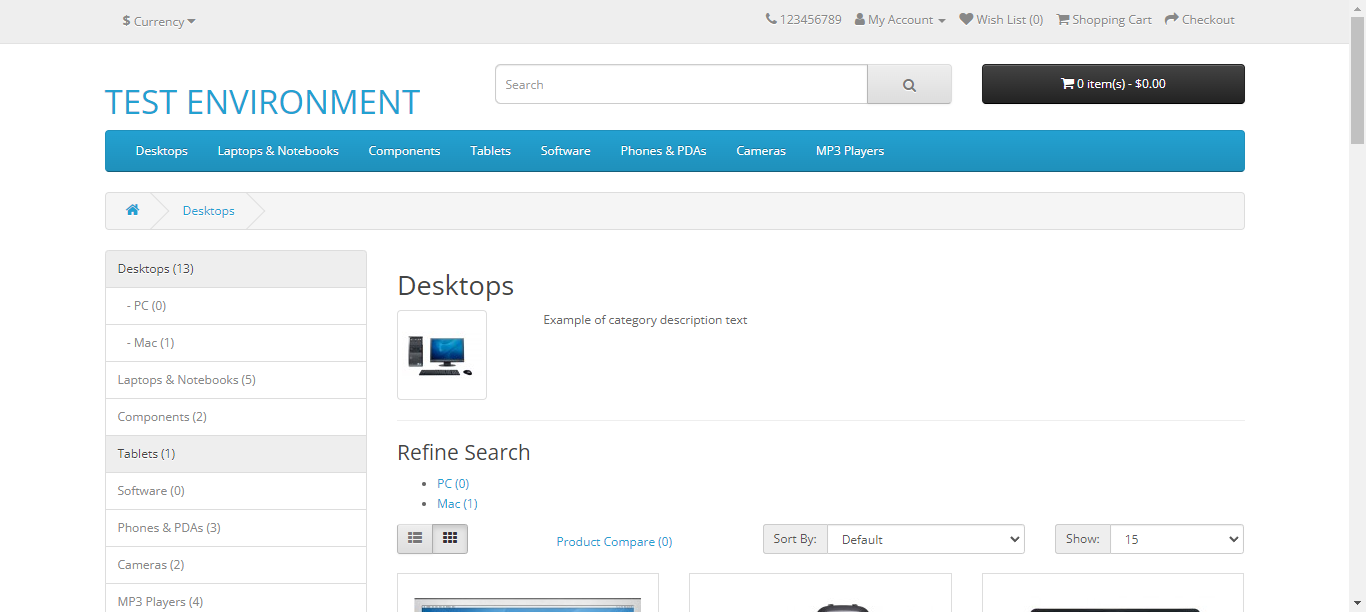 $ Currency
123456789 My Account Wish List (0) Shopping Cart Checkout
TEST ENVIRONMENT
Search
0 item(s) - $0.00
Desktops Laptops & Notebooks Components Tablets Software Phones & PDAs Cameras MP3 Players
Desktops
Desktops (13)
- PC (0)
- Mac (1)
Laptops & Notebooks (5)
Components (2)
Tablets (1)
Software (0)
Phones & PDAs (3)
Cameras (2)
MP3 Players (4)
Desktops
Example of category description text
Refine Search
PC (0)
Mac (1)
Product Compare (0)
Sort By: Default
Show: 15